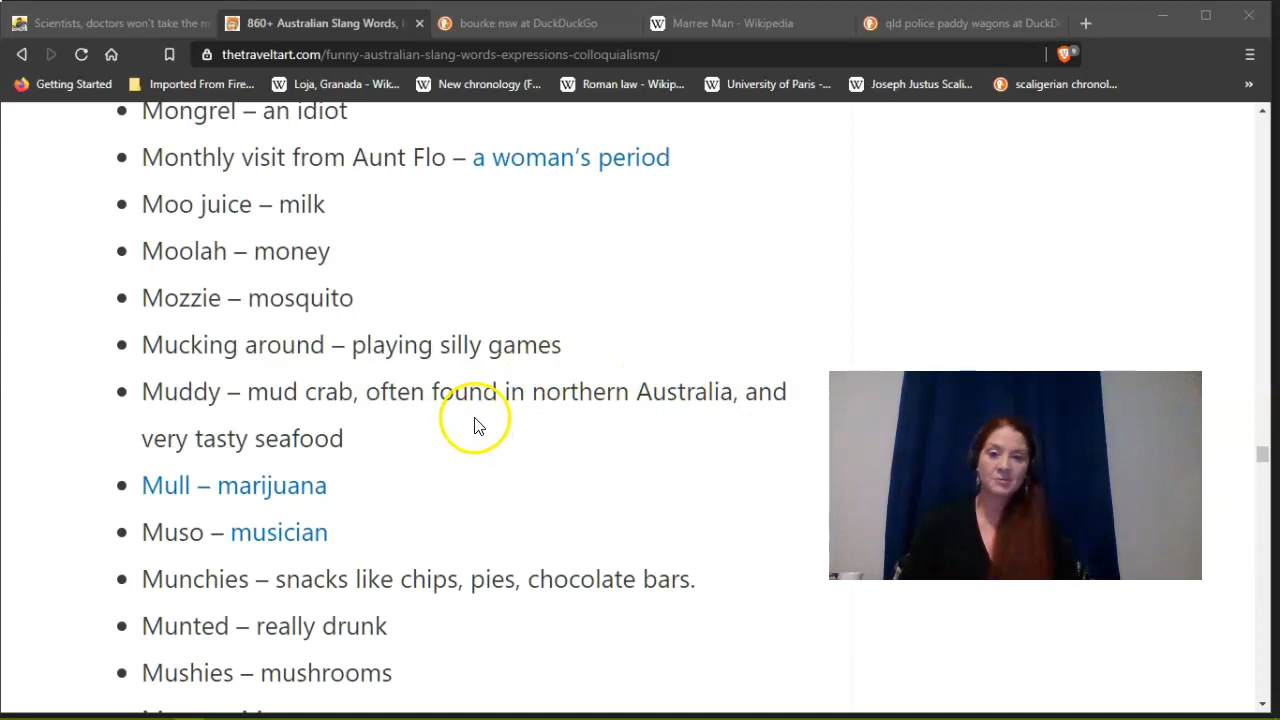 Scientists, doctors won't take the m
860+ Australian Slang Words,
bourke nsw at DuckDuckGo
Marree Man - Wikipedia
qld police paddy wagons at DuckD
thetraveltart.com/funny-australian-slang-words-expressions-colloquialisms/
9
Getting Started
Imported From Fire...
Loja, Granada - Wik...
New chronology (F...
Roman law - Wikip...
University of Paris -...
Joseph Justus Scali...
scaligerian chronol...
Mongrel – an idiot
Monthly visit from Aunt Flo – a woman's period
Moo juice – milk
Moolah – money
Mozzie – mosquito
Mucking around – playing silly games
Muddy – mud crab, often found in northern Australia, and
very tasty seafood
Mull – marijuana
Muso – musician
Munchies – snacks like chips, pies, chocolate bars.
Munted – really drunk
Mushies – mushrooms